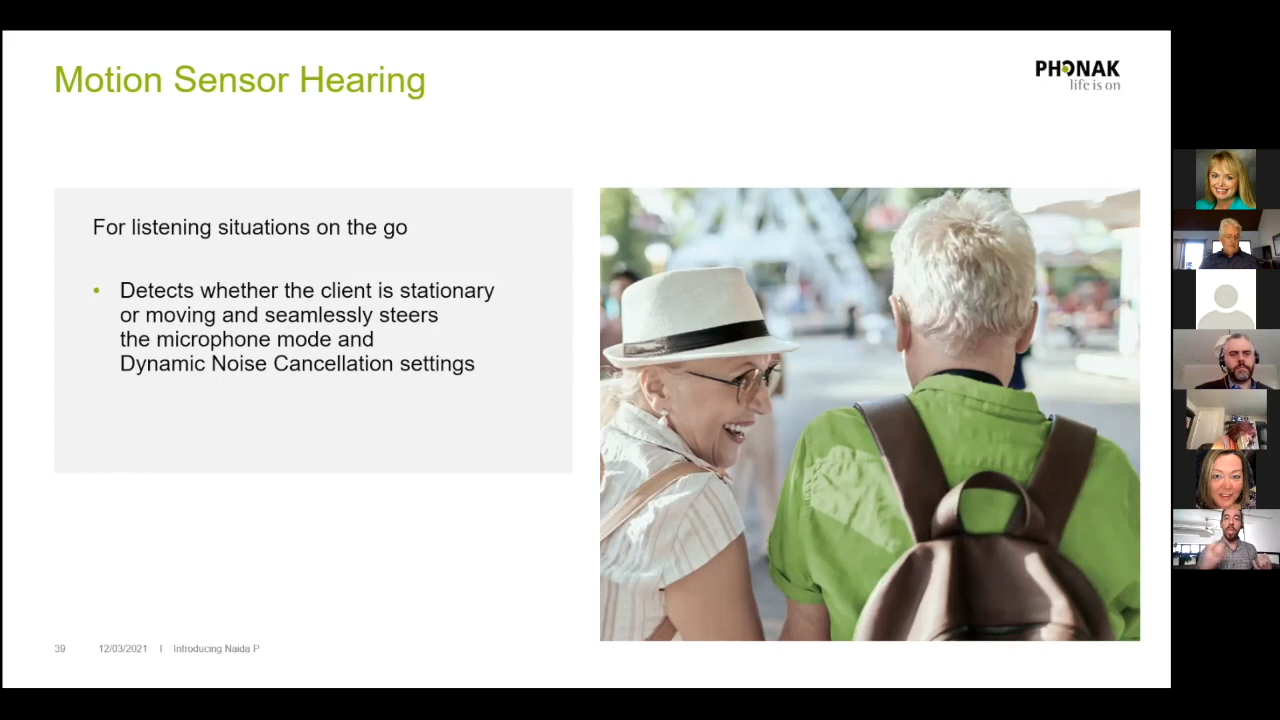 Motion Sensor Hearing
PHONAK
life is on
For listening situations on the go
• Detects whether the client is stationary
or moving and seamlessly steers
the microphone mode and
Dynamic Noise Cancellation settings
39 12/03/2021 I Introducing Naida P